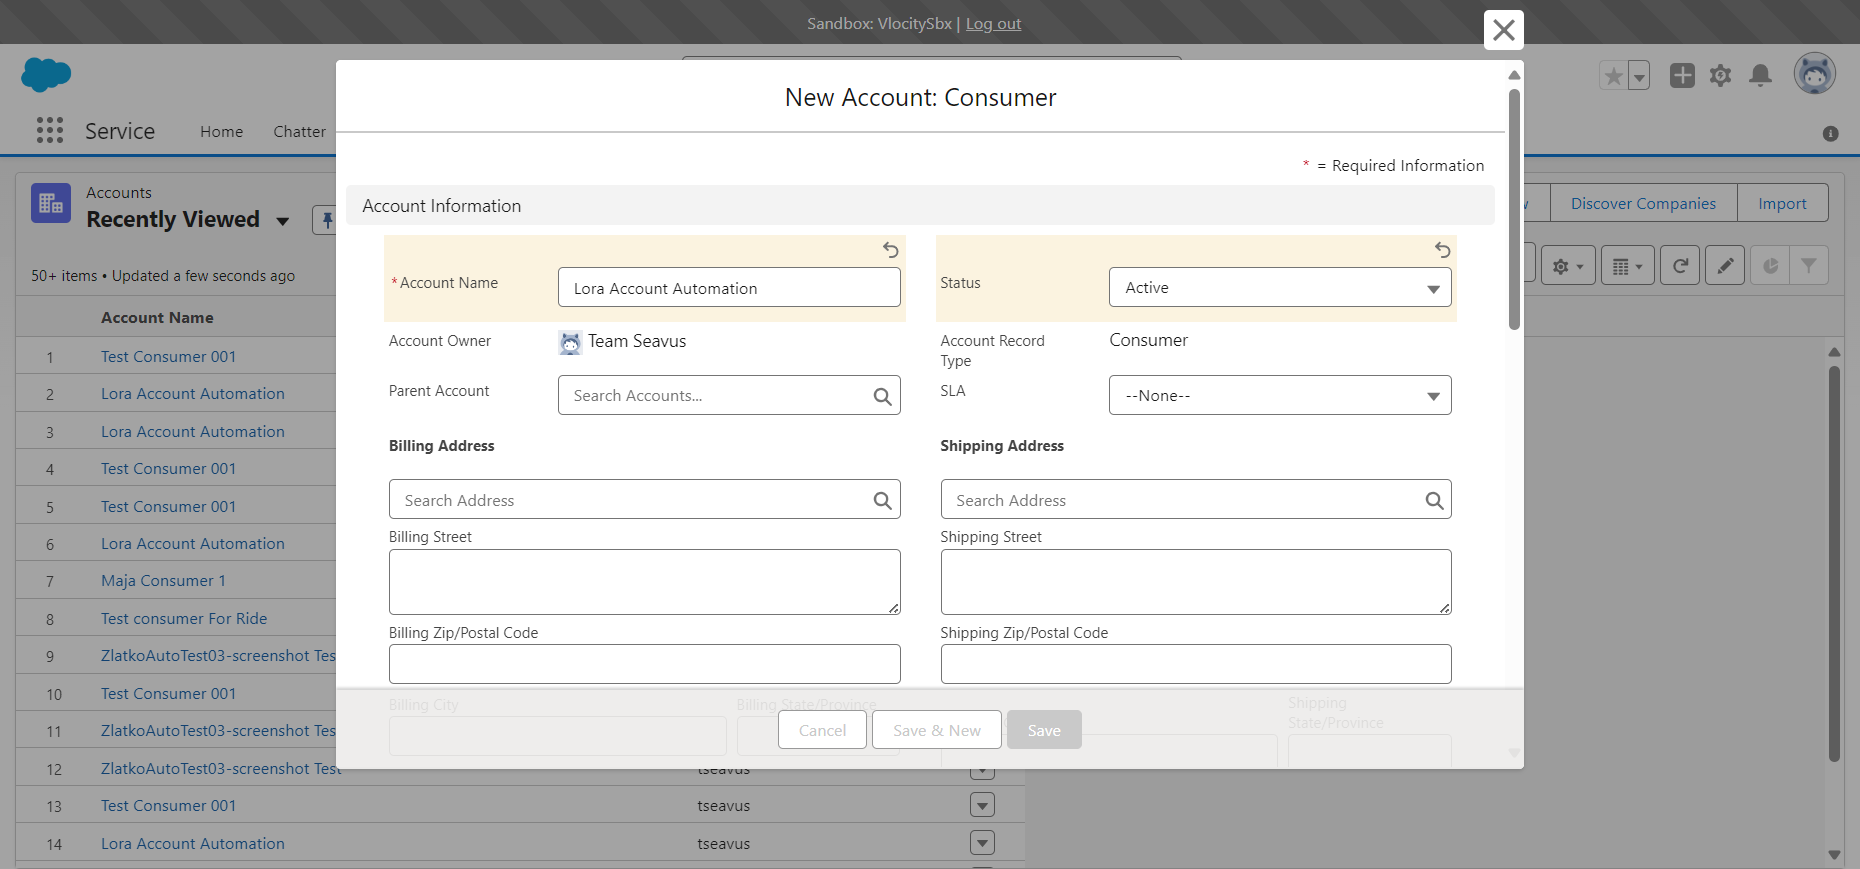 Sandbox: VlocitySbx | Log out
Service
Home
Chatter
Accounts
Recently Viewed
50+ items • Updated a few seconds ago
Discover Companies
Import
Account Name
1 Test Consumer 001
2 Lora Account Automation
3 Lora Account Automation
4 Test Consumer 001
5 Test Consumer 001
6 Lora Account Automation
7 Maja Consumer 1
8 Test consumer For Ride
9 ZlatkoAutoTest03-screenshot Tes
10 Test Consumer 001
11 ZlatkoAutoTest03-screenshot Tes
12 ZlatkoAutoTest03-screenshot Test tseavus
13 Test Consumer 001 tseavus
14 Lora Account Automation tseavus
New Account: Consumer
* = Required Information
Account Information
*Account Name
Lora Account Automation
Status
Active
Account Owner
Team Seavus
Account Record
Type
Consumer
Parent Account
Search Accounts...
SLA
--None--
Billing Address
Shipping Address
Search Address
Search Address
Billing Street
Shipping Street
Billing Zip/Postal Code
Shipping Zip/Postal Code
Billing City
Billing State/Province
Shipping
State/Province
Cancel
Save & New
Save